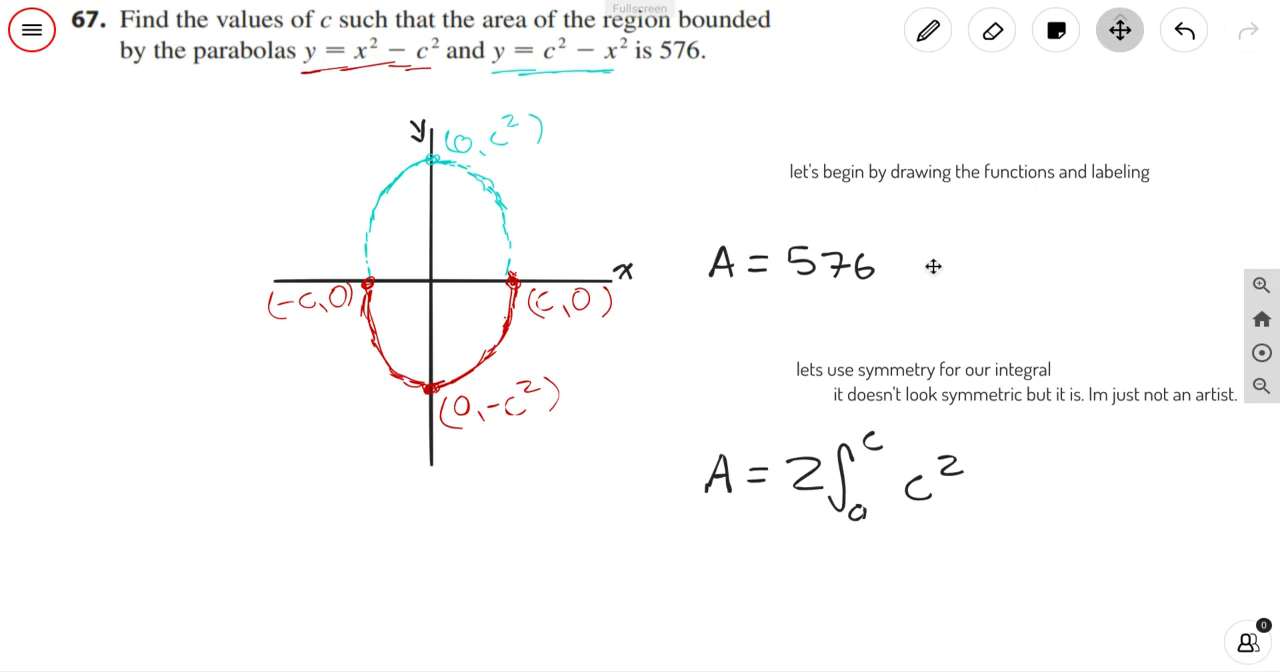 Fullscreen
67. Find the values of c such that the area of the region bounded
by the parabolas y = x² − c² and y = c² − x² is 576.
y
(0, c²)
let's begin by drawing the functions and labeling
A = 576
x
(-c,0)
(c,0)
lets use symmetry for our integral
it doesn't look symmetric but it is. Im just not an artist.
(0,-c²)
A = 2∫₀ᶜ c²
0